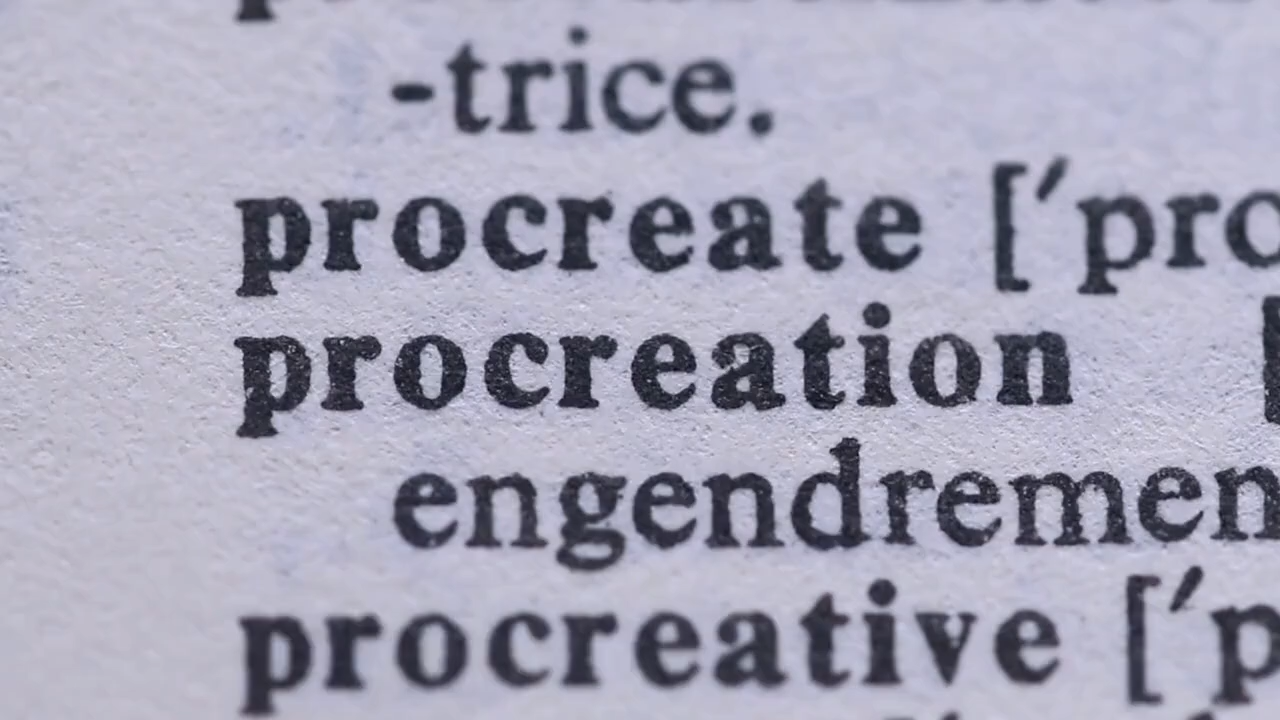 -trice.
procreate [′pro
procreation [
engendremen
procreative [′p